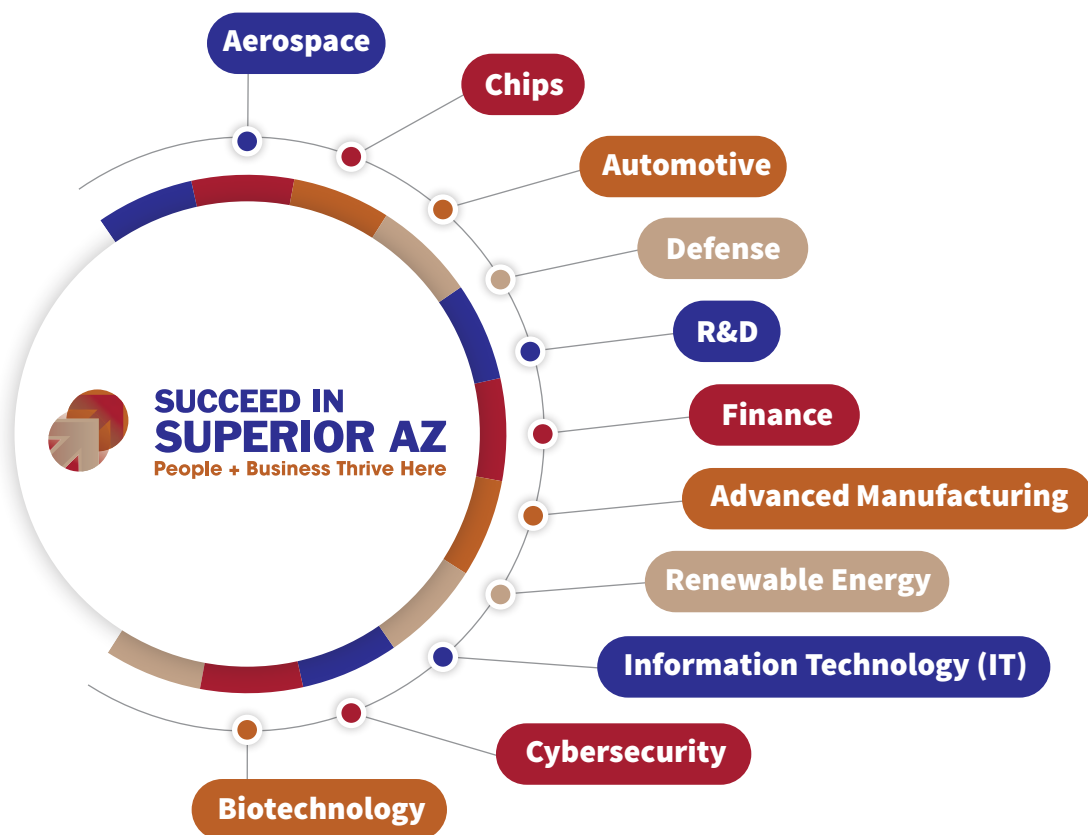 Aerospace
Chips
Automotive
Defense
R&D
Finance
Advanced Manufacturing
Renewable Energy
Information Technology (IT)
Cybersecurity
Biotechnology
SUCCEED IN
SUPERIOR AZ
People + Business Thrive Here